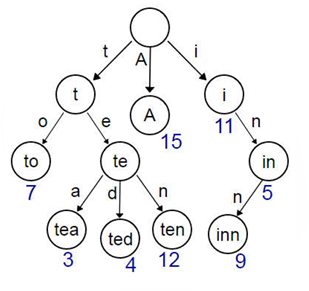 t A i
t A i
15 11
o e n
to te in
7 5
a d n n
tea ted ten inn
3 4 12 9